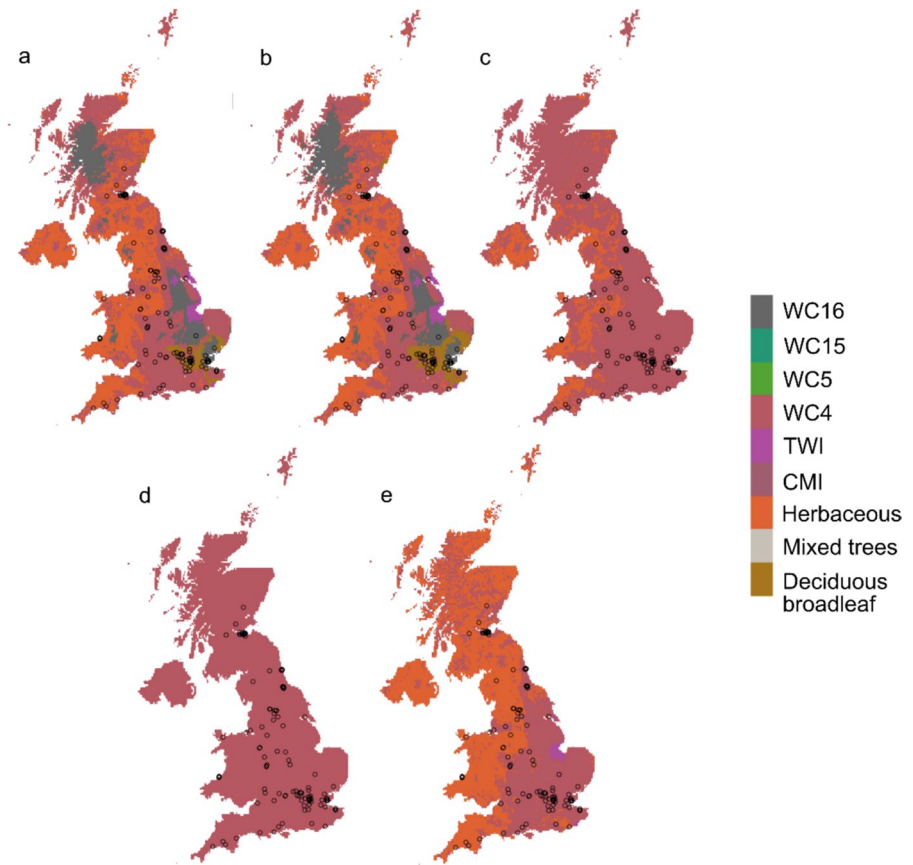 a
b
c
d
e
WC16
WC15
WC5
WC4
TWI
CMI
Herbaceous
Mixed trees
Deciduous
broadleaf